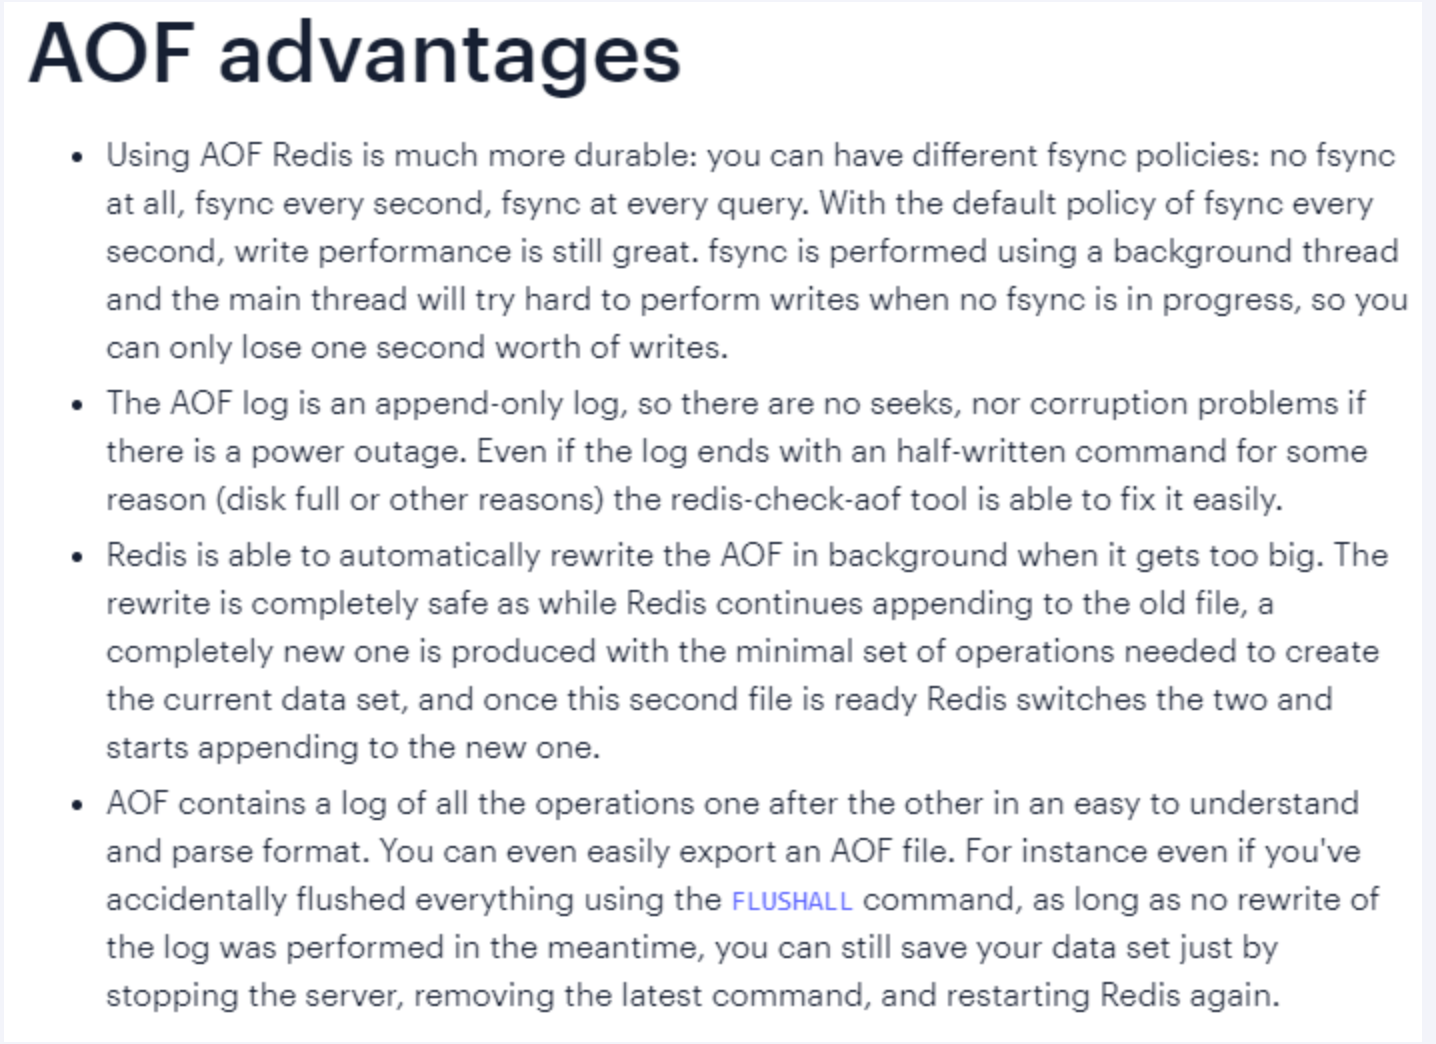 AOF advantages
• Using AOF Redis is much more durable: you can have different fsync policies: no fsync
at all, fsync every second, fsync at every query. With the default policy of fsync every
second, write performance is still great. fsync is performed using a background thread
and the main thread will try hard to perform writes when no fsync is in progress, so you
can only lose one second worth of writes.
• The AOF log is an append-only log, so there are no seeks, nor corruption problems if
there is a power outage. Even if the log ends with an half-written command for some
reason (disk full or other reasons) the redis-check-aof tool is able to fix it easily.
• Redis is able to automatically rewrite the AOF in background when it gets too big. The
rewrite is completely safe as while Redis continues appending to the old file, a
completely new one is produced with the minimal set of operations needed to create
the current data set, and once this second file is ready Redis switches the two and
starts appending to the new one.
• AOF contains a log of all the operations one after the other in an easy to understand
and parse format. You can even easily export an AOF file. For instance even if you've
accidentally flushed everything using the FLUSHALL command, as long as no rewrite of
the log was performed in the meantime, you can still save your data set just by
stopping the server, removing the latest command, and restarting Redis again.